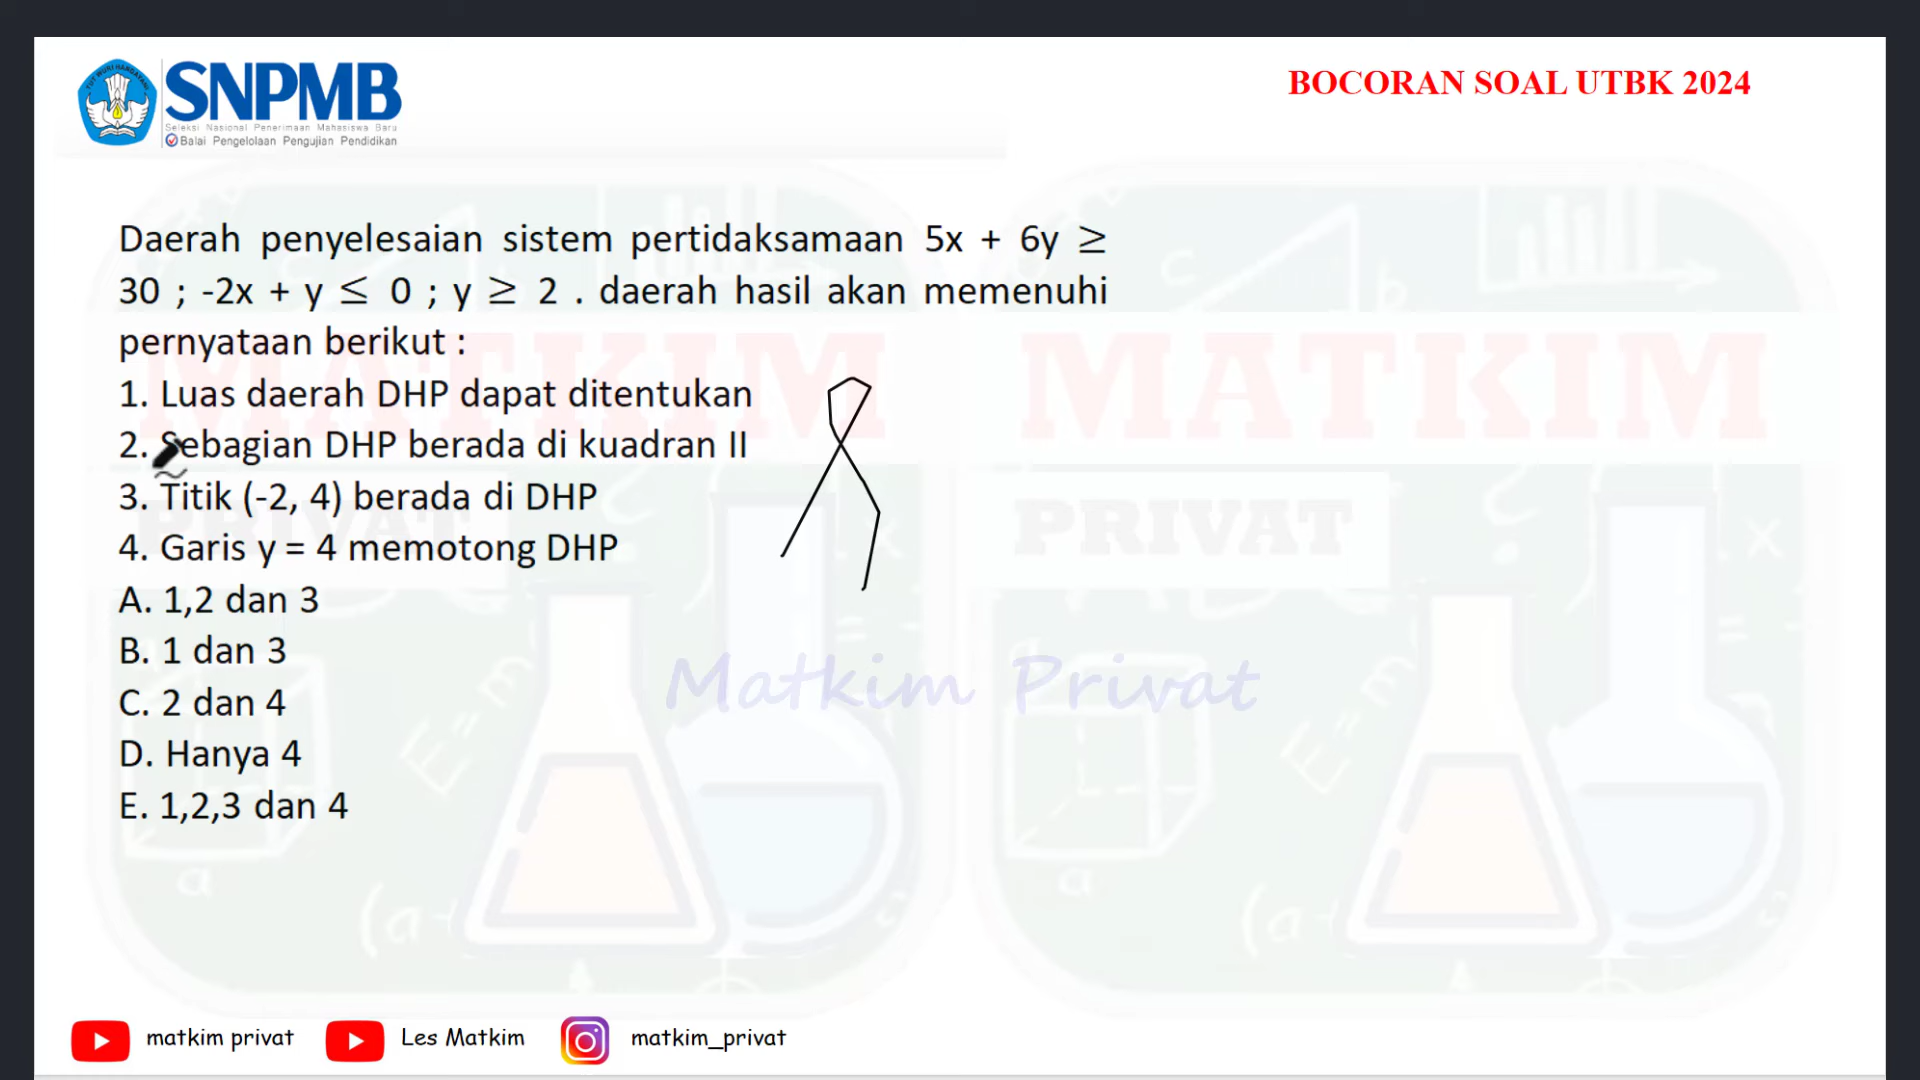 SNPMB
Seleksi Nasional Penerimaan Mahasiswa Baru
Balai Pengelolaan Pengujian Pendidikan
BOCORAN SOAL UTBK 2024
Daerah penyelesaian sistem pertidaksamaan 5x + 6y ≥
30 ; -2x + y ≤ 0 ; y ≥ 2 . daerah hasil akan memenuhi
pernyataan berikut :
1. Luas daerah DHP dapat ditentukan
2. Sebagian DHP berada di kuadran II
3. Titik (-2, 4) berada di DHP
4. Garis y = 4 memotong DHP
A. 1,2 dan 3
B. 1 dan 3
C. 2 dan 4
D. Hanya 4
E. 1,2,3 dan 4
MATKIM MATKIM
PRIVAT PRIVAT
Matkim Privat
matkim privat Les Matkim matkim_privat